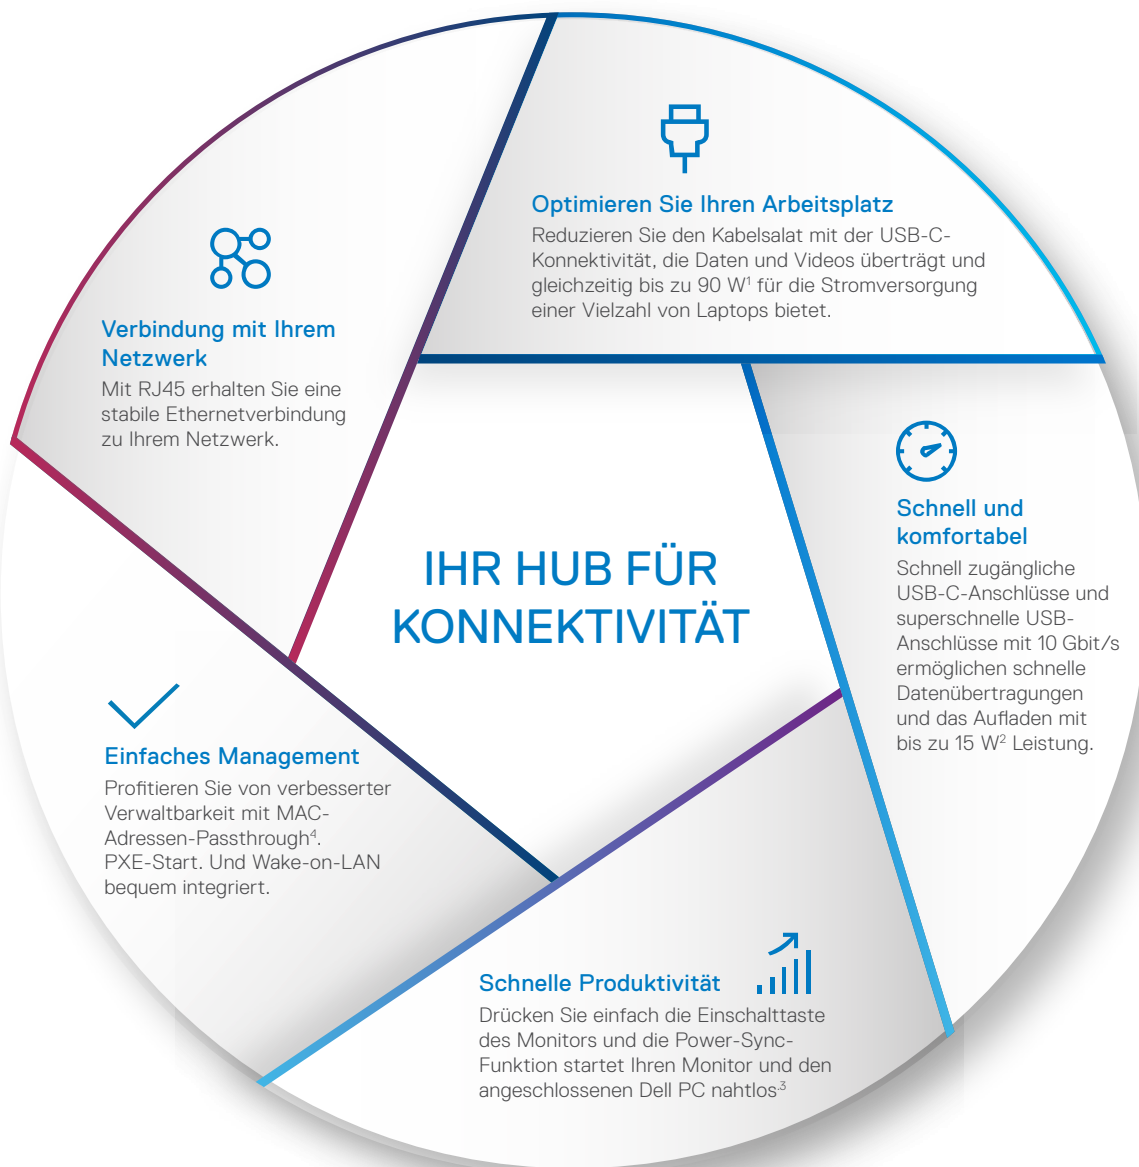 Optimieren Sie Ihren Arbeitsplatz
Reduzieren Sie den Kabelsalat mit der USB-C-
Konnektivität, die Daten und Videos überträgt und
gleichzeitig bis zu 90 W¹ für die Stromversorgung
einer Vielzahl von Laptops bietet.
Verbindung mit Ihrem
Netzwerk
Mit RJ45 erhalten Sie eine
stabile Ethernetverbindung
zu Ihrem Netzwerk.
IHR HUB FÜR
KONNEKTIVITÄT
Schnell und
komfortabel
Schnell zugängliche
USB-C-Anschlüsse und
superschnelle USB-
Anschlüsse mit 10 Gbit/s
ermöglichen schnelle
Datenübertragungen
und das Aufladen mit
bis zu 15 W² Leistung.
Einfaches Management
Profitieren Sie von verbesserter
Verwaltbarkeit mit MAC-
Adressen-Passthrough⁴.
PXE-Start. Und Wake-on-LAN
bequem integriert.
Schnelle Produktivität
Drücken Sie einfach die Einschalttaste
des Monitors und die Power-Sync-
Funktion startet Ihren Monitor und den
angeschlossenen Dell PC nahtlos.³